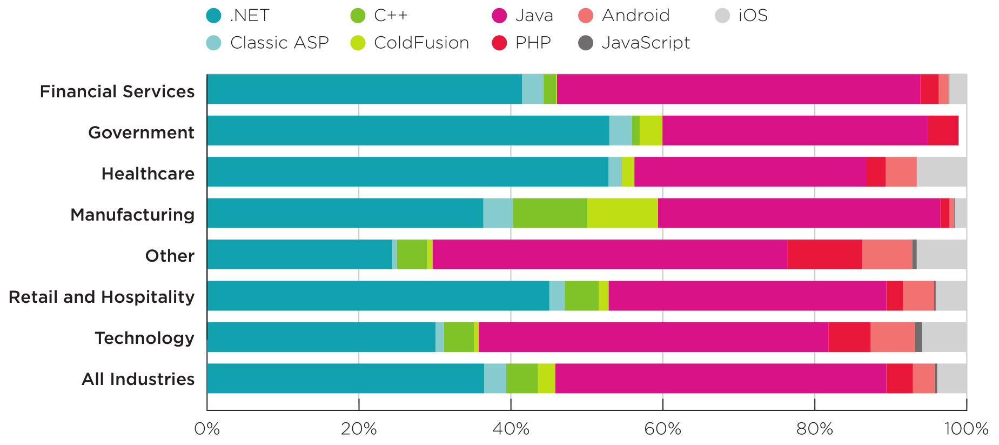 .NET C++ Java Android iOS
Classic ASP ColdFusion PHP JavaScript
Financial Services
Government
Healthcare
Manufacturing
Other
Retail and Hospitality
Technology
All Industries
0% 20% 40% 60% 80% 100%